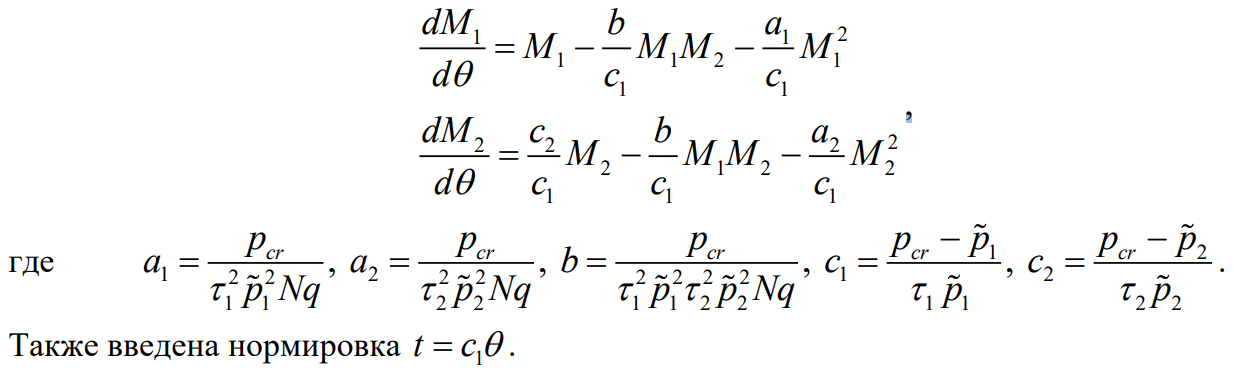 dM₁/dθ = M₁ − (b/c₁)M₁M₂ − (a₁/c₁)M₁²
dM₂/dθ = (c₂/c₁)M₂ − (b/c₁)M₁M₂ − (a₂/c₁)M₂² ,
где a₁ = p_cr/(τ₁²p̃₁²Nq), a₂ = p_cr/(τ₂²p̃₂²Nq), b = p_cr/(τ₁²p̃₁²τ₂²p̃₂²Nq), c₁ = (p_cr − p̃₁)/(τ₁p̃₁), c₂ = (p_cr − p̃₂)/(τ₂p̃₂).
Также введена нормировка t = c₁θ.